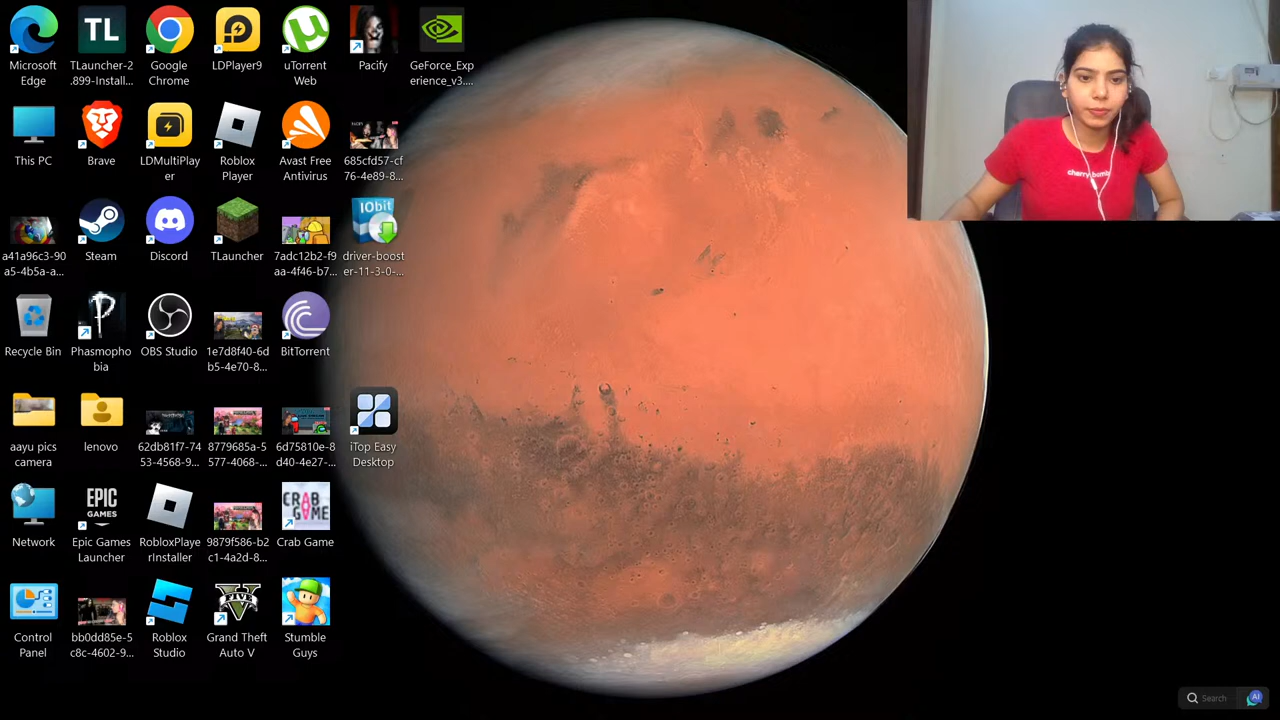 Microsoft
Edge
TLauncher-2
.899-Install...
Google
Chrome
LDPlayer9
uTorrent
Web
Pacify
GeForce_Exp
erience_v3....
This PC
Brave
LDMultiPlay
er
Roblox
Player
Avast Free
Antivirus
685cfd57-cf
76-4e89-8...
a41a96c3-90
a5-4b5a-a...
Steam
Discord
TLauncher
7adc12b2-f9
aa-4f46-b7...
driver-boost
er-11-3-0-...
Recycle Bin
Phasmopho
bia
OBS Studio
1e7d8f40-6d
b5-4e70-8...
BitTorrent
aayu pics
camera
lenovo
62db81f7-74
53-4568-9...
8779685a-5
577-4068-...
6d75810e-8
d40-4e27-...
iTop Easy
Desktop
Network
Epic Games
Launcher
RobloxPlaye
rInstaller
9879f586-b2
c1-4a2d-8...
Crab Game
Control
Panel
bb0dd85e-5
c8c-4602-9...
Roblox
Studio
Grand Theft
Auto V
Stumble
Guys
TL
IObit
EPIC
GAMES
CRAB
GAME
V
cherry bomb
Search
AI